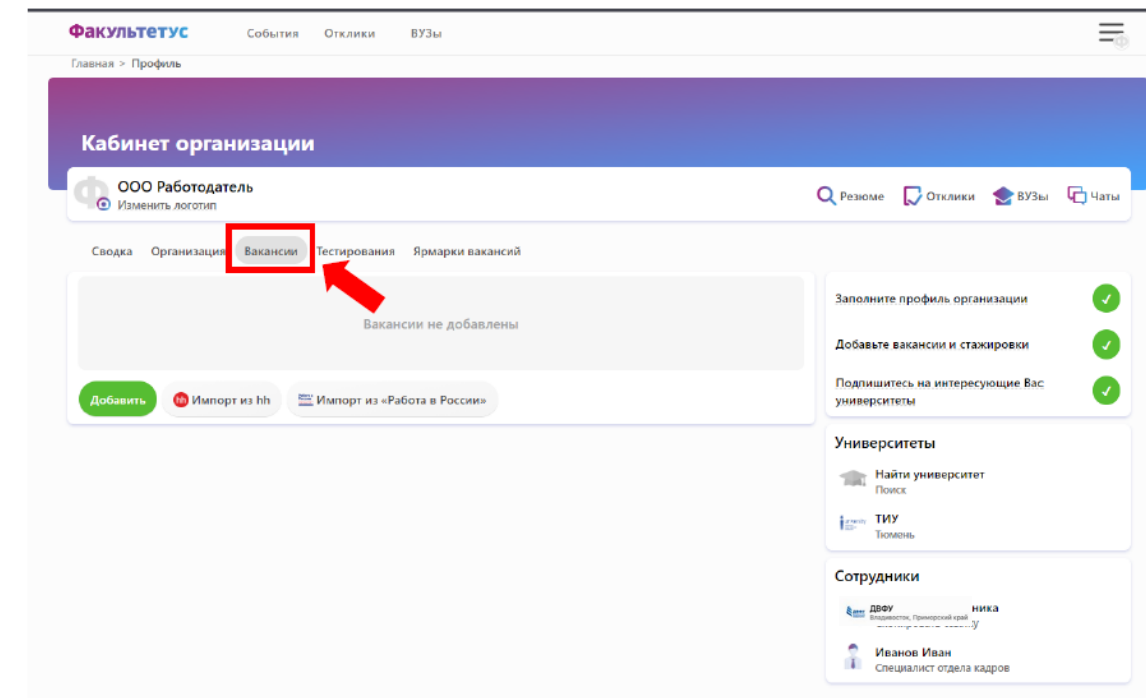 Факультетус
События Отклики ВУЗы
Главная > Профиль
Кабинет организации
ООО Работодатель
Изменить логотип
Резюме Отклики ВУЗы Чаты
Сводка Организация Вакансии Тестирования Ярмарки вакансий
Вакансии не добавлены
Добавить
hh Импорт из hh
Импорт из «Работа в России»
Заполните профиль организации
Добавьте вакансии и стажировки
Подпишитесь на интересующие Вас
университеты
Университеты
Найти университет
Поиск
ТИУ
Тюмень
Сотрудники
ДВФУ
Владивосток, Приморский край
ника
Иванов Иван
Специалист отдела кадров